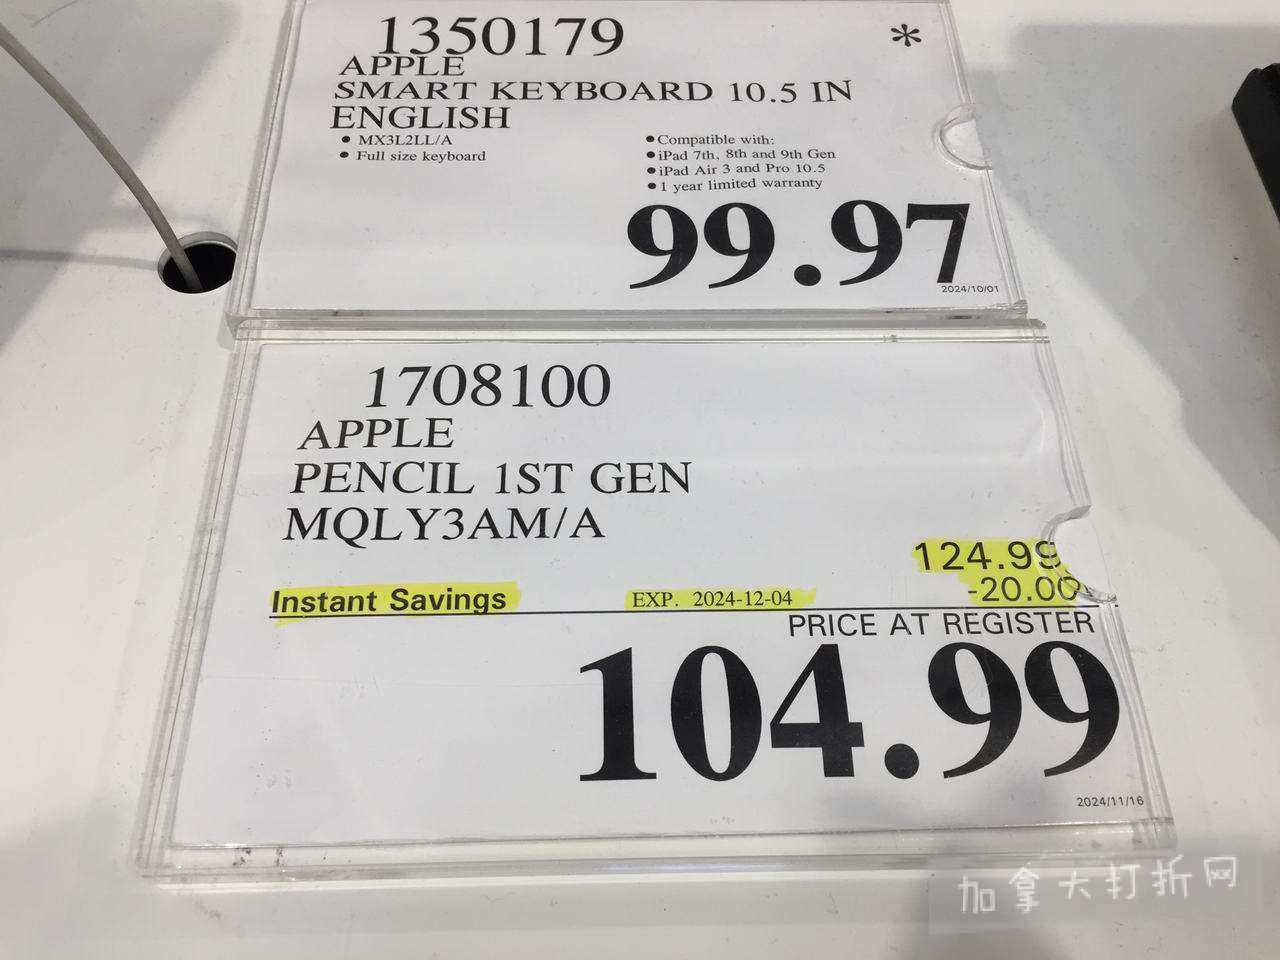 1350179 *
APPLE
SMART KEYBOARD 10.5 IN
ENGLISH
• MX3L2LL/A
• Full size keyboard
• Compatible with:
• iPad 7th, 8th and 9th Gen
• iPad Air 3 and Pro 10.5
• 1 year limited warranty
99.97
2024/10/01
1708100
APPLE
PENCIL 1ST GEN
MQLY3AM/A
124.99
Instant Savings EXP. 2024-12-04 -20.00
PRICE AT REGISTER
104.99
2024/11/16
加拿大打折网